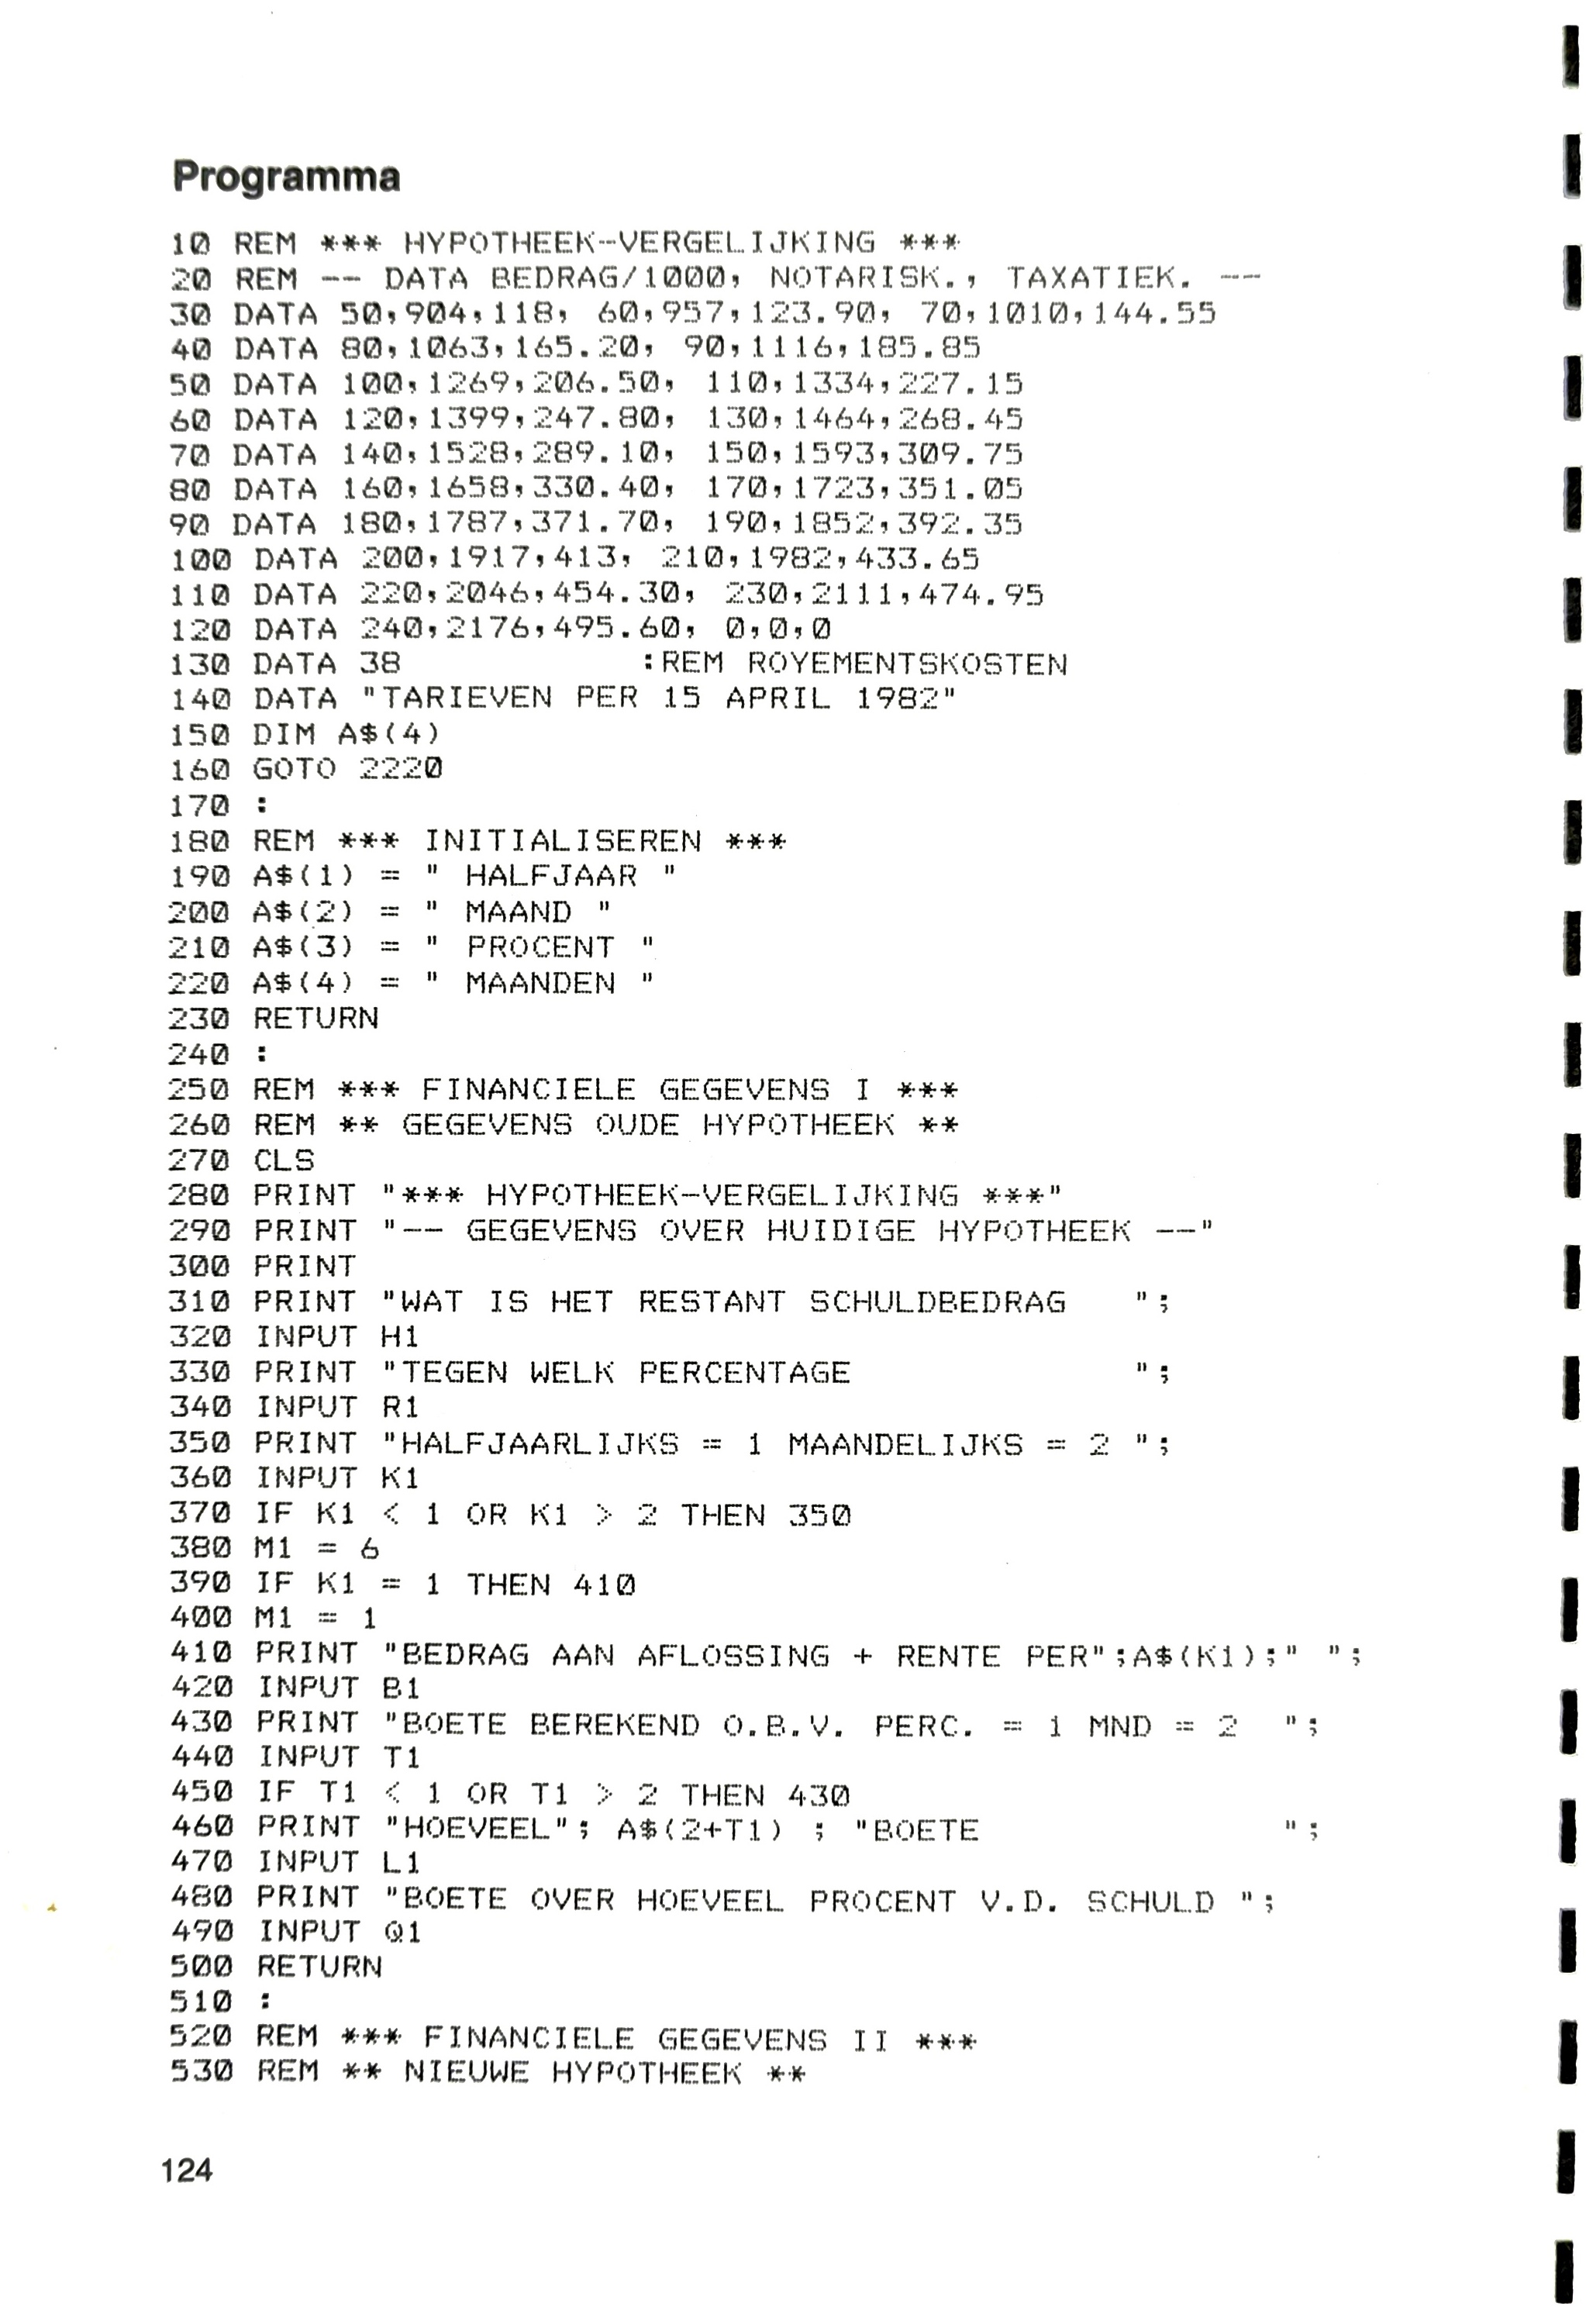 Programma
10 REM *** HYPOTHEEK-VERGELIJKING ***
20 REM -- DATA BEDRAG/1000, NOTARISK., TAXATIEK. --
30 DATA 50,904,118, 60,957,123.90, 70,1010,144.55
40 DATA 80,1063,165.20, 90,1116,185.85
50 DATA 100,1269,206.50, 110,1334,227.15
60 DATA 120,1399,247.80, 130,1464,268.45
70 DATA 140,1528,289.10, 150,1593,309.75
80 DATA 160,1658,330.40, 170,1723,351.05
90 DATA 180,1787,371.70, 190,1852,392.35
100 DATA 200,1917,413, 210,1982,433.65
110 DATA 220,2046,454.30, 230,2111,474.95
120 DATA 240,2176,495.60, 0,0,0
130 DATA 38           :REM ROYEMENTSKOSTEN
140 DATA "TARIEVEN PER 15 APRIL 1982"
150 DIM A$(4)
160 GOTO 2220
170 :
180 REM *** INITIALISEREN ***
190 A$(1) = " HALFJAAR "
200 A$(2) = " MAAND "
210 A$(3) = " PROCENT "
220 A$(4) = " MAANDEN "
230 RETURN
240 :
250 REM *** FINANCIELE GEGEVENS I ***
260 REM ** GEGEVENS OUDE HYPOTHEEK **
270 CLS
280 PRINT "*** HYPOTHEEK-VERGELIJKING ***"
290 PRINT "-- GEGEVENS OVER HUIDIGE HYPOTHEEK --"
300 PRINT
310 PRINT "WAT IS HET RESTANT SCHULDBEDRAG   ";
320 INPUT H1
330 PRINT "TEGEN WELK PERCENTAGE             ";
340 INPUT R1
350 PRINT "HALFJAARLIJKS = 1 MAANDELIJKS = 2 ";
360 INPUT K1
370 IF K1 < 1 OR K1 > 2 THEN 350
380 M1 = 6
390 IF K1 = 1 THEN 410
400 M1 = 1
410 PRINT "BEDRAG AAN AFLOSSING + RENTE PER";A$(K1);" ";
420 INPUT B1
430 PRINT "BOETE BEREKEND O.B.V. PERC. = 1 MND = 2  ";
440 INPUT T1
450 IF T1 < 1 OR T1 > 2 THEN 430
460 PRINT "HOEVEEL"; A$(2+T1) ; "BOETE              ";
470 INPUT L1
480 PRINT "BOETE OVER HOEVEEL PROCENT V.D. SCHULD ";
490 INPUT Q1
500 RETURN
510 :
520 REM *** FINANCIELE GEGEVENS II ***
530 REM ** NIEUWE HYPOTHEEK **
124